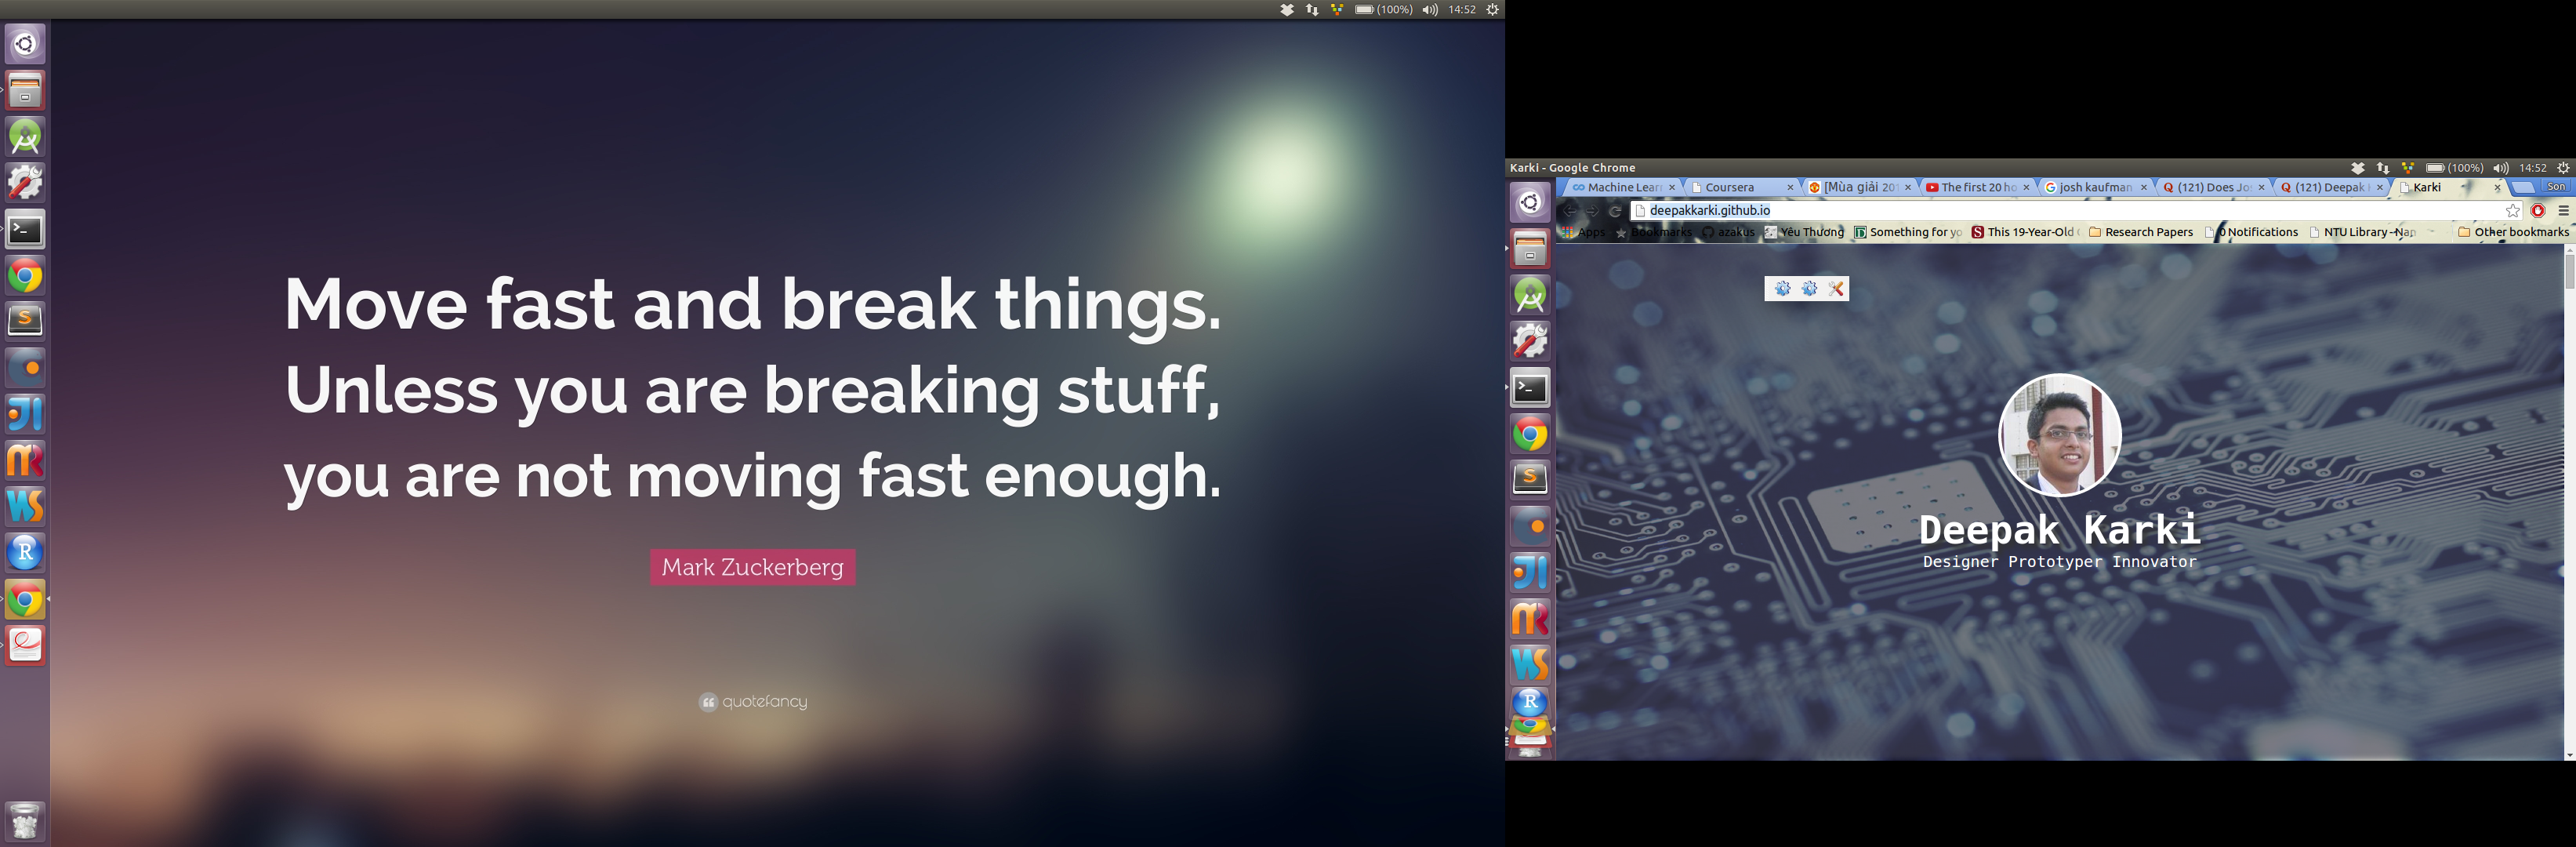 (100%) 14:52
Move fast and break things.
Unless you are breaking stuff,
you are not moving fast enough.
Mark Zuckerberg
quotefancy
Karki - Google Chrome (100%) 14:52
Machine Lear Coursera [Mùa giải 201 The first 20 ho josh kaufman (121) Does Jo (121) Deepak Karki Son
deepakkarki.github.io
Apps Bookmarks azakus Yêu Thương Something for yo This 19-Year-Old Research Papers 0 Notifications NTU Library - Nan Other bookmarks
Deepak Karki
Designer Prototyper Innovator